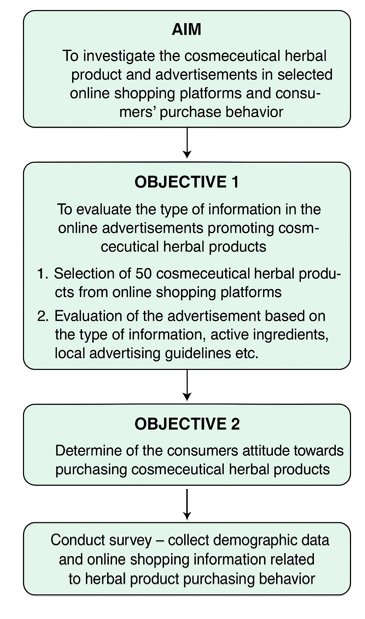 AIM
To investigate the cosmeceutical herbal
product and advertisements in selected
online shopping platforms and consu-
mers' purchase behavior
OBJECTIVE 1
To evaluate the type of information in the
online advertisements promoting cosm-
cecutical herbal products
1. Selection of 50 cosmeceutical herbal produ-
cts from online shopping platforms
2. Evaluation of the advertisement based on
the type of information, active ingredients,
local advertising guidelines etc.
OBJECTIVE 2
Determine of the consumers attitude towards
purchasing cosmeceutical herbal products
Conduct survey – collect demographic data
and online shopping information related
to herbal product purchasing behavior